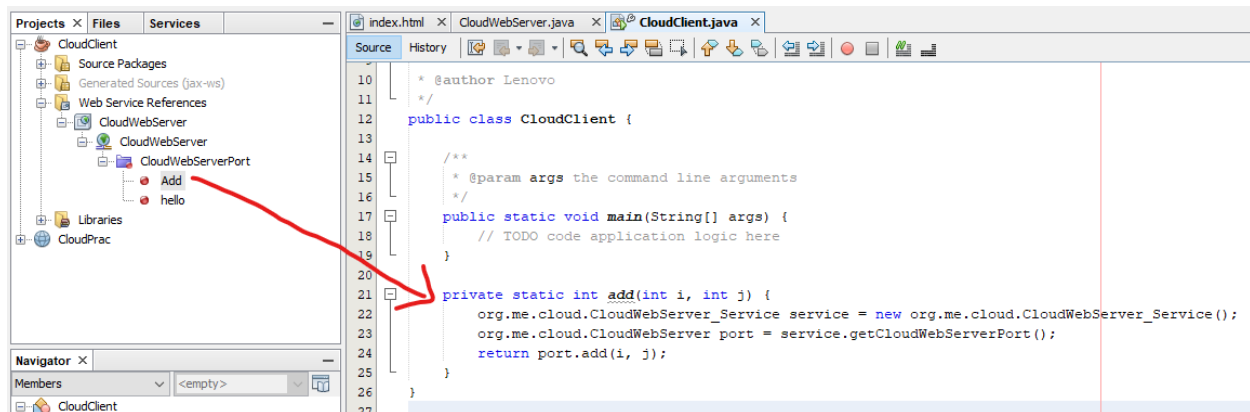 Projects × Files Services
CloudClient
Source Packages
Generated Sources (jax-ws)
Web Service References
CloudWebServer
CloudWebServer
CloudWebServerPort
Add
hello
Libraries
CloudPrac
Navigator ×
Members <empty>
CloudClient
index.html × CloudWebServer.java × CloudClient.java ×
Source History
10 * @author Lenovo
11 */
12 public class CloudClient {
13
14 /**
15 * @param args the command line arguments
16 */
17 public static void main(String[] args) {
18 // TODO code application logic here
19 }
20
21 private static int add(int i, int j) {
22 org.me.cloud.CloudWebServer_Service service = new org.me.cloud.CloudWebServer_Service();
23 org.me.cloud.CloudWebServer port = service.getCloudWebServerPort();
24 return port.add(i, j);
25 }
26 }
27